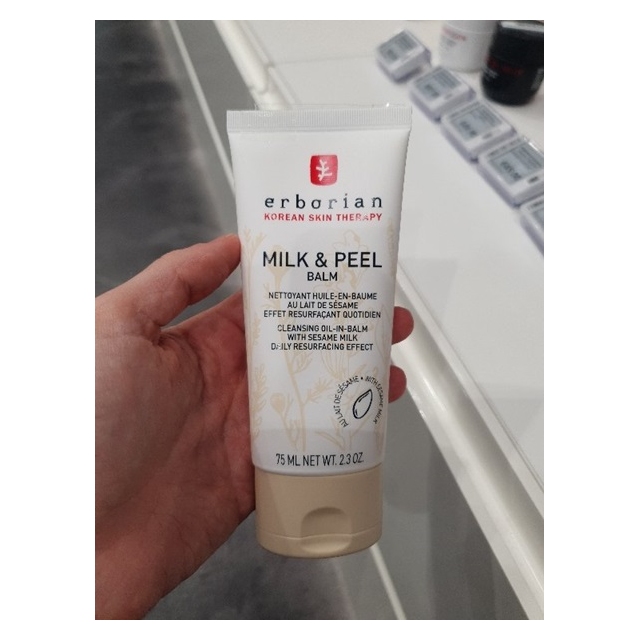 erborian
KOREAN SKIN THERAPY
MILK & PEEL
BALM
NETTOYANT HUILE-EN-BAUME
AU LAIT DE SÉSAME
EFFET RESURFAÇANT QUOTIDIEN
CLEANSING OIL-IN-BALM
WITH SESAME MILK
DAILY RESURFACING EFFECT
AU LAIT DE SÉSAME • WITH SESAME MILK
75 ML NET WT. 2.3 OZ.